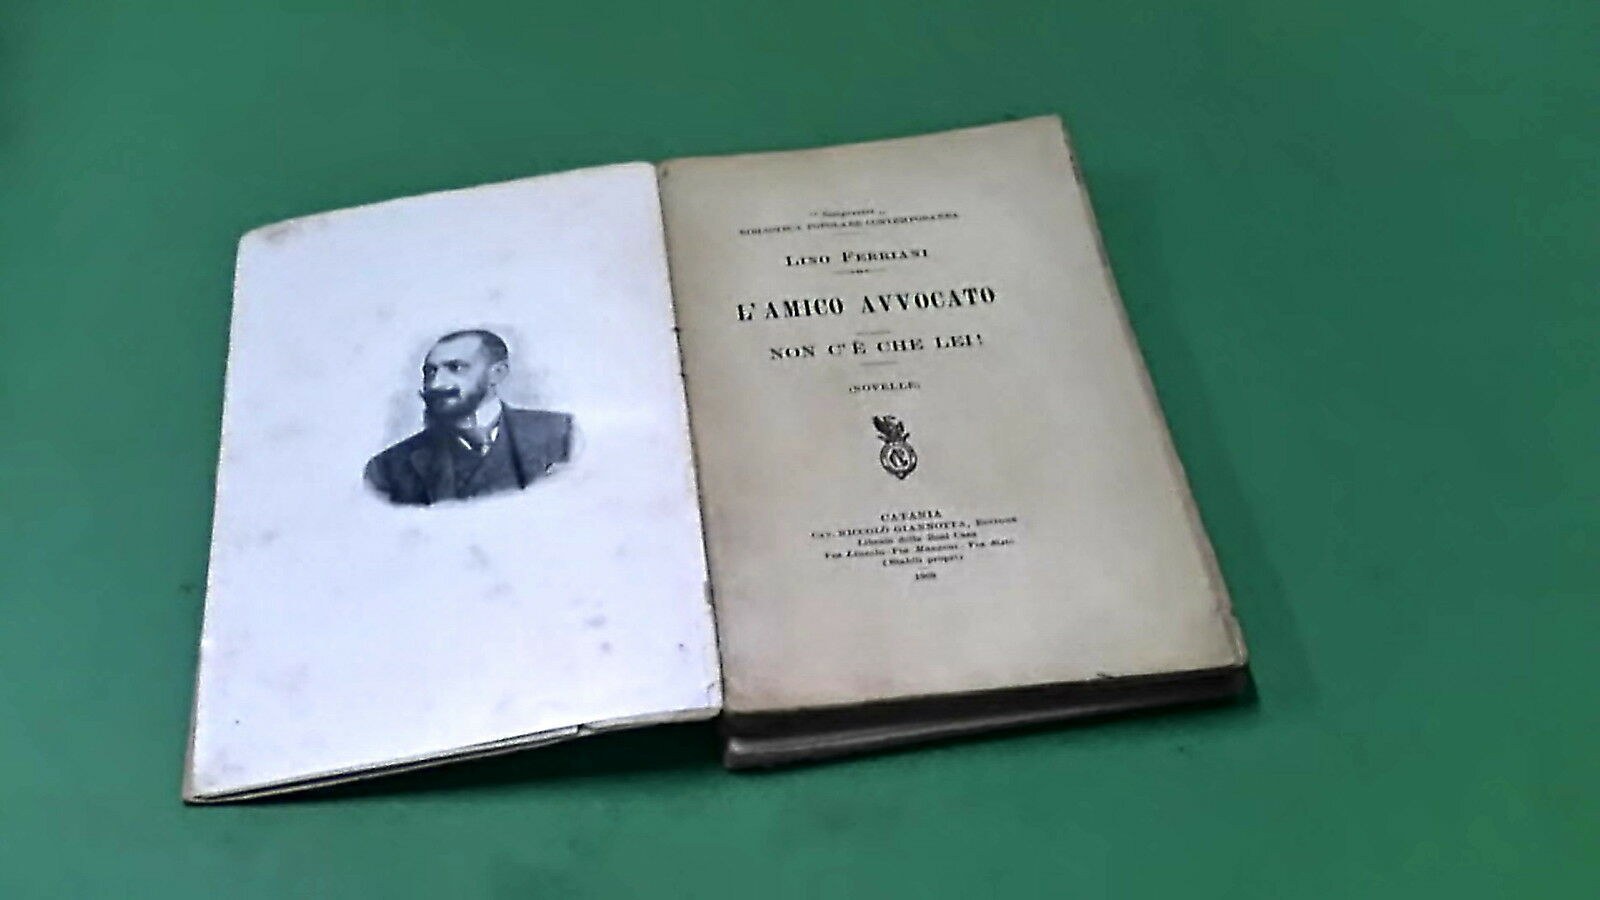 " Semprevivi "
BIBLIOTECA POPOLARE CONTEMPORANEA
LINO FERRIANI
L'AMICO AVVOCATO
NON C'È CHE LEI!
(NOVELLE)
CATANIA
CAV. NICCOLÒ GIANNOTTA, EDITORE
Libraio della Real Casa
Via Lincoln-Via Manzoni-Via Sisto
(Stabili propri)